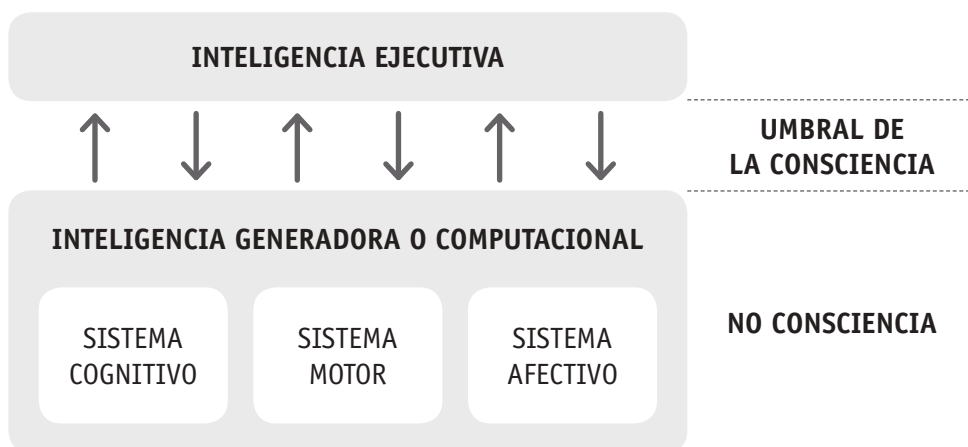 INTELIGENCIA EJECUTIVA
UMBRAL DE
LA CONSCIENCIA
INTELIGENCIA GENERADORA O COMPUTACIONAL
SISTEMA
COGNITIVO
SISTEMA
MOTOR
SISTEMA
AFECTIVO
NO CONSCIENCIA